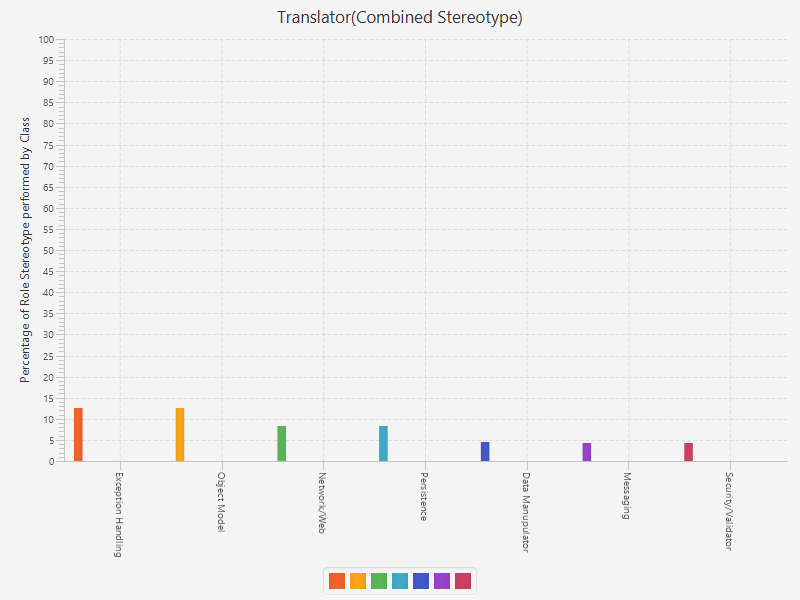 Translator(Combined Stereotype)
Percentage of Role Stereotype performed by Class
100
95
90
85
80
75
70
65
60
55
50
45
40
35
30
25
20
15
10
5
0
Exception Handling
Object Model
Network/Web
Persistence
Data Manupulator
Messaging
Security/Validator